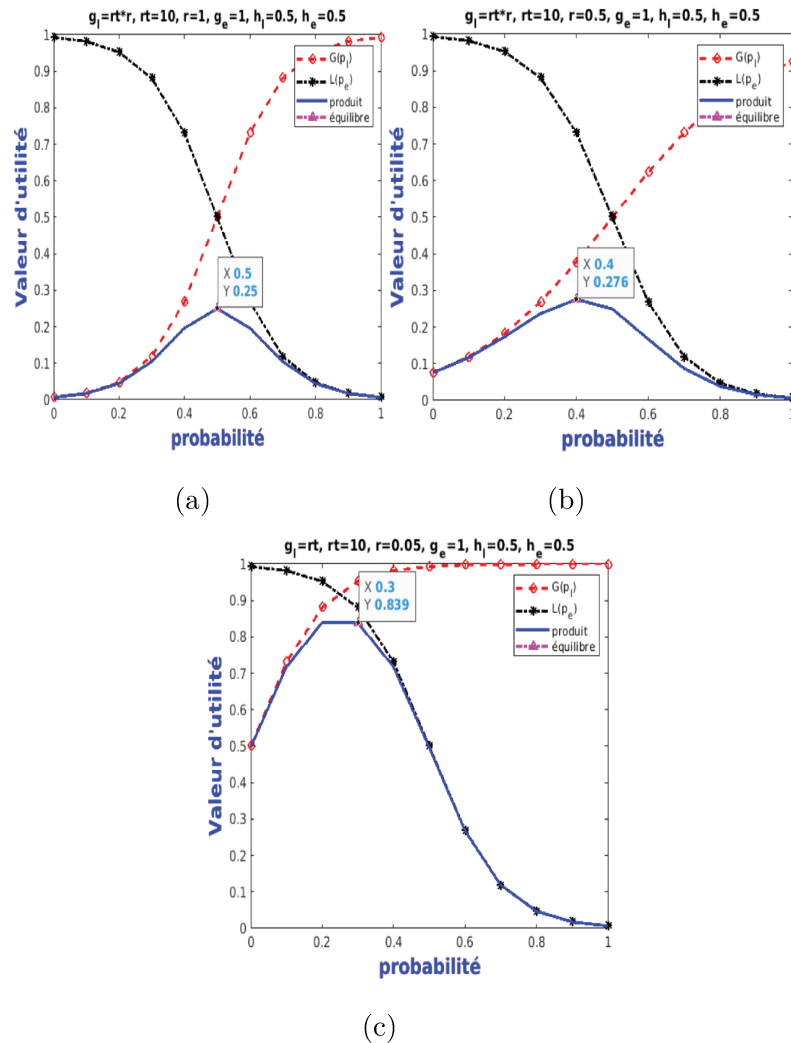 g_l=rt*r, rt=10, r=1, g_e=1, h_l=0.5, h_e=0.5
Valeur d'utilité
1
0.9
0.8
0.7
0.6
0.5
0.4
0.3
0.2
0.1
0
0
0.2
0.4
0.6
0.8
1
probabilité
G(p_l)
L(p_e)
produit
équilibre
X 0.5
Y 0.25
(a)
g_l=rt*r, rt=10, r=0.5, g_e=1, h_l=0.5, h_e=0.5
Valeur d'utilité
1
0.9
0.8
0.7
0.6
0.5
0.4
0.3
0.2
0.1
0
0
0.2
0.4
0.6
0.8
1
probabilité
G(p_l)
L(p_e)
produit
équilibre
X 0.4
Y 0.276
(b)
g_l=rt, rt=10, r=0.05, g_e=1, h_l=0.5, h_e=0.5
Valeur d'utilité
1
0.9
0.8
0.7
0.6
0.5
0.4
0.3
0.2
0.1
0
0
0.2
0.4
0.6
0.8
1
probabilité
G(p_l)
L(p_e)
produit
équilibre
X 0.3
Y 0.839
(c)